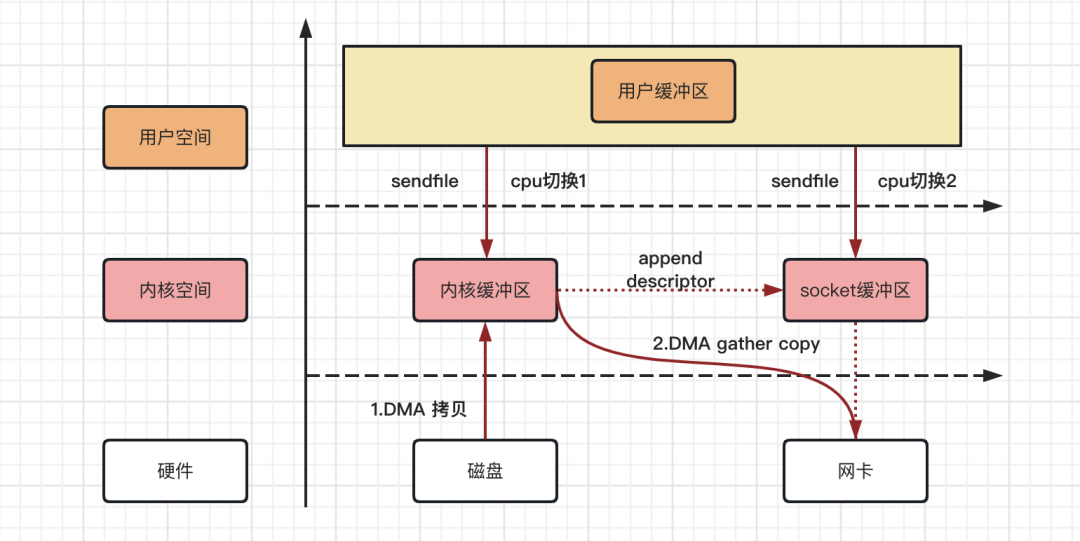 用户缓冲区
用户空间
sendfile
cpu切换1
sendfile
cpu切换2
append
descriptor
内核空间
内核缓冲区
socket缓冲区
2.DMA gather copy
1.DMA 拷贝
硬件
磁盘
网卡